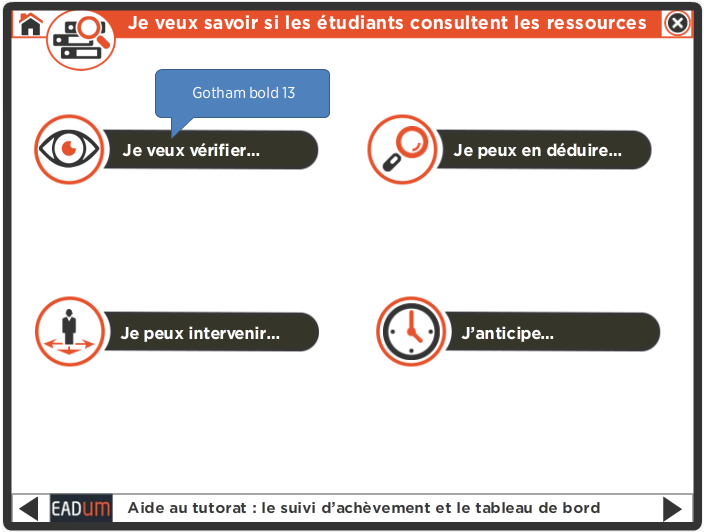 Je veux savoir si les étudiants consultent les ressources
Gotham bold 13
Je veux vérifier...
Je peux en déduire...
Je peux intervenir...
J’anticipe...
EADum
Aide au tutorat : le suivi d’achèvement et le tableau de bord